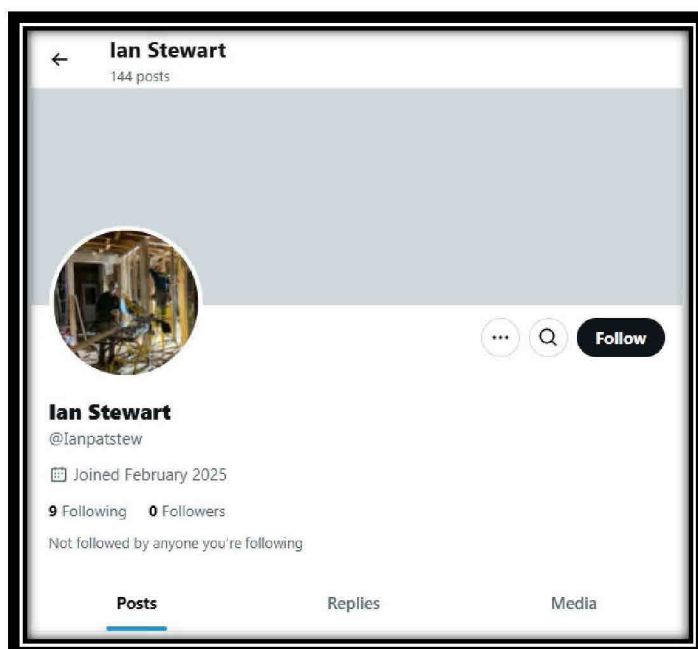 Ian Stewart
144 posts
Follow
Ian Stewart
@Ianpatstew
Joined February 2025
9 Following 0 Followers
Not followed by anyone you're following
Posts Replies Media